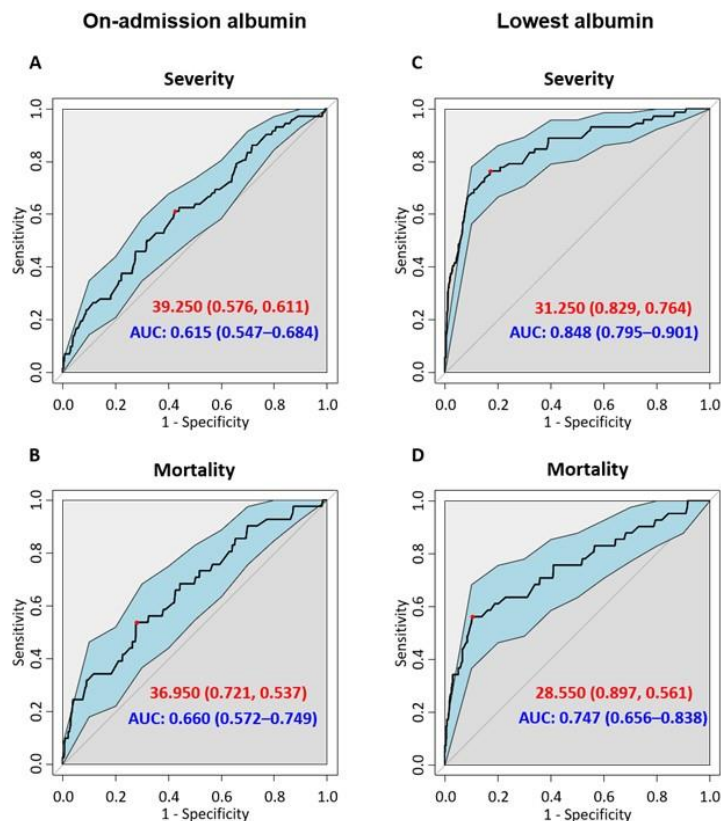 On-admission albumin
Lowest albumin
A
Severity
1.0
0.8
0.6
0.4
0.2
0.0
Sensitivity
39.250 (0.576, 0.611)
AUC: 0.615 (0.547–0.684)
0.0 0.2 0.4 0.6 0.8 1.0
1 - Specificity
C
Severity
1.0
0.8
0.6
0.4
0.2
0.0
Sensitivity
31.250 (0.829, 0.764)
AUC: 0.848 (0.795–0.901)
0.0 0.2 0.4 0.6 0.8 1.0
1 - Specificity
B
Mortality
1.0
0.8
0.6
0.4
0.2
0.0
Sensitivity
36.950 (0.721, 0.537)
AUC: 0.660 (0.572–0.749)
0.0 0.2 0.4 0.6 0.8 1.0
1 - Specificity
D
Mortality
1.0
0.8
0.6
0.4
0.2
0.0
Sensitivity
28.550 (0.897, 0.561)
AUC: 0.747 (0.656–0.838)
0.0 0.2 0.4 0.6 0.8 1.0
1 - Specificity